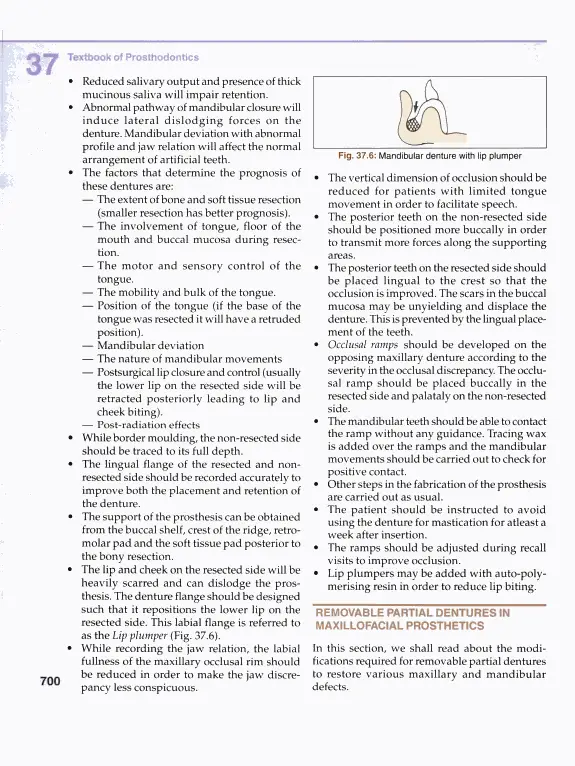 37
Textbook of Prosthodontics
• Reduced salivary output and presence of thick
mucinous saliva will impair retention.
• Abnormal pathway of mandibular closure will
induce lateral dislodging forces on the
denture. Mandibular deviation with abnormal
profile and jaw relation will affect the normal
arrangement of artificial teeth.
• The factors that determine the prognosis of
these dentures are:
— The extent of bone and soft tissue resection
(smaller resection has better prognosis).
— The involvement of tongue, floor of the
mouth and buccal mucosa during resec-
tion.
— The motor and sensory control of the
tongue.
— The mobility and bulk of the tongue.
— Position of the tongue (if the base of the
tongue was resected it will have a retruded
position).
— Mandibular deviation
— The nature of mandibular movements
— Postsurgical lip closure and control (usually
the lower lip on the resected side will be
retracted posteriorly leading to lip and
cheek biting).
— Post-radiation effects
• While border moulding, the non-resected side
should be traced to its full depth.
• The lingual flange of the resected and non-
resected side should be recorded accurately to
improve both the placement and retention of
the denture.
• The support of the prosthesis can be obtained
from the buccal shelf, crest of the ridge, retro-
molar pad and the soft tissue pad posterior to
the bony resection.
• The lip and cheek on the resected side will be
heavily scarred and can dislodge the pros-
thesis. The denture flange should be designed
such that it repositions the lower lip on the
resected side. This labial flange is referred to
as the Lip plumper (Fig. 37.6).
• While recording the jaw relation, the labial
fullness of the maxillary occlusal rim should
be reduced in order to make the jaw discre-
pancy less conspicuous.
700
Fig. 37.6: Mandibular denture with lip plumper
• The vertical dimension of occlusion should be
reduced for patients with limited tongue
movement in order to facilitate speech.
• The posterior teeth on the non-resected side
should be positioned more buccally in order
to transmit more forces along the supporting
areas.
• The posterior teeth on the resected side should
be placed lingual to the crest so that the
occlusion is improved. The scars in the buccal
mucosa may be unyielding and displace the
denture. This is prevented by the lingual place-
ment of the teeth.
• Occlusal ramps should be developed on the
opposing maxillary denture according to the
severity in the occlusal discrepancy. The occlu-
sal ramp should be placed buccally in the
resected side and palataly on the non-resected
side.
• The mandibular teeth should be able to contact
the ramp without any guidance. Tracing wax
is added over the ramps and the mandibular
movements should be carried out to check for
positive contact.
• Other steps in the fabrication of the prosthesis
are carried out as usual.
• The patient should be instructed to avoid
using the denture for mastication for atleast a
week after insertion.
• The ramps should be adjusted during recall
visits to improve occlusion.
• Lip plumpers may be added with auto-poly-
merising resin in order to reduce lip biting.
REMOVABLE PARTIAL DENTURES IN
MAXILLOFACIAL PROSTHETICS
In this section, we shall read about the modi-
fications required for removable partial dentures
to restore various maxillary and mandibular
defects.